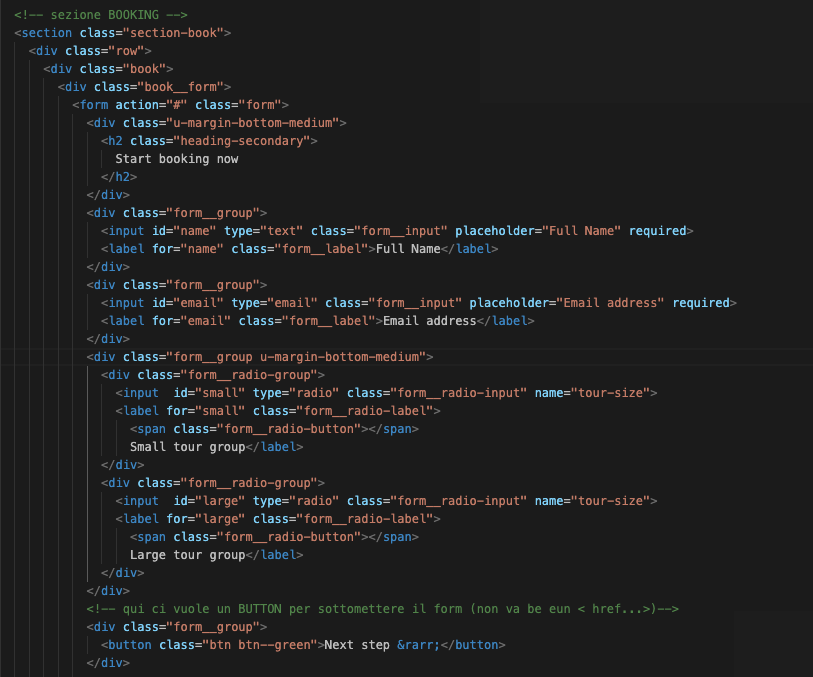 <!-- sezione BOOKING -->
<section class="section-book">
<div class="row">
<div class="book">
<div class="book__form">
<form action="#" class="form">
<div class="u-margin-bottom-medium">
<h2 class="heading-secondary">
Start booking now
</h2>
</div>
<div class="form__group">
<input id="name" type="text" class="form__input" placeholder="Full Name" required>
<label for="name" class="form__label">Full Name</label>
</div>
<div class="form__group">
<input id="email" type="email" class="form__input" placeholder="Email address" required>
<label for="email" class="form__label">Email address</label>
</div>
<div class="form__group u-margin-bottom-medium">
<div class="form__radio-group">
<input  id="small" type="radio" class="form__radio-input" name="tour-size">
<label for="small" class="form__radio-label">
<span class="form__radio-button"></span>
Small tour group</label>
</div>
<div class="form__radio-group">
<input  id="large" type="radio" class="form__radio-input" name="tour-size">
<label for="large" class="form__radio-label">
<span class="form__radio-button"></span>
Large tour group</label>
</div>
</div>
<!-- qui ci vuole un BUTTON per sottomettere il form (non va be eun < href...>)-->
<div class="form__group">
<button class="btn btn--green">Next step &rarr;</button>
</div>